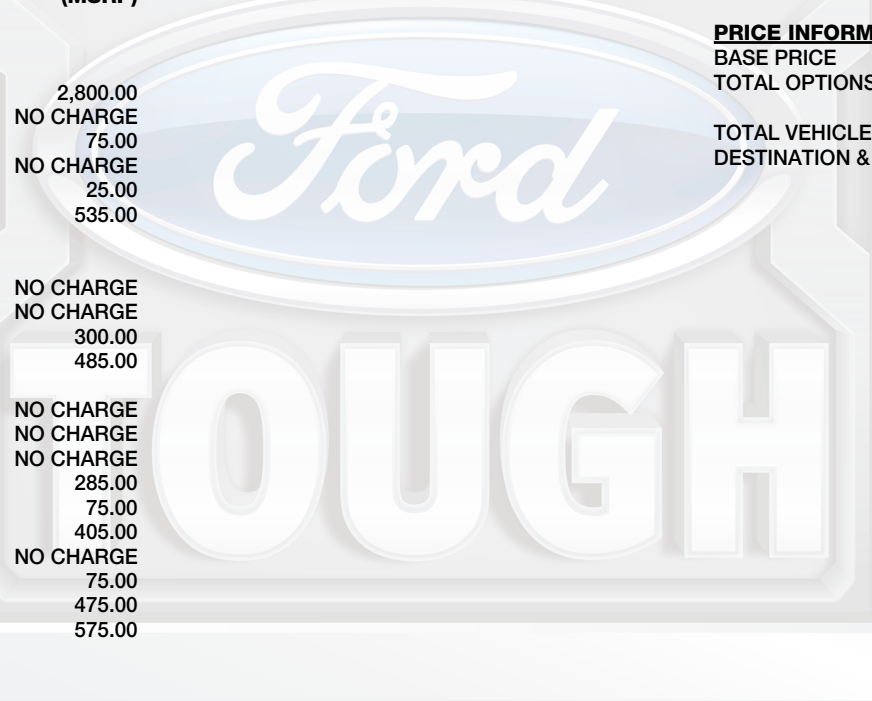 (MSRP)
2,800.00
NO CHARGE
75.00
NO CHARGE
25.00
535.00
NO CHARGE
NO CHARGE
300.00
485.00
NO CHARGE
NO CHARGE
NO CHARGE
285.00
75.00
405.00
NO CHARGE
75.00
475.00
575.00
PRICE INFORM
BASE PRICE
TOTAL OPTIONS
TOTAL VEHICLE
DESTINATION &
Ford
TOUGH